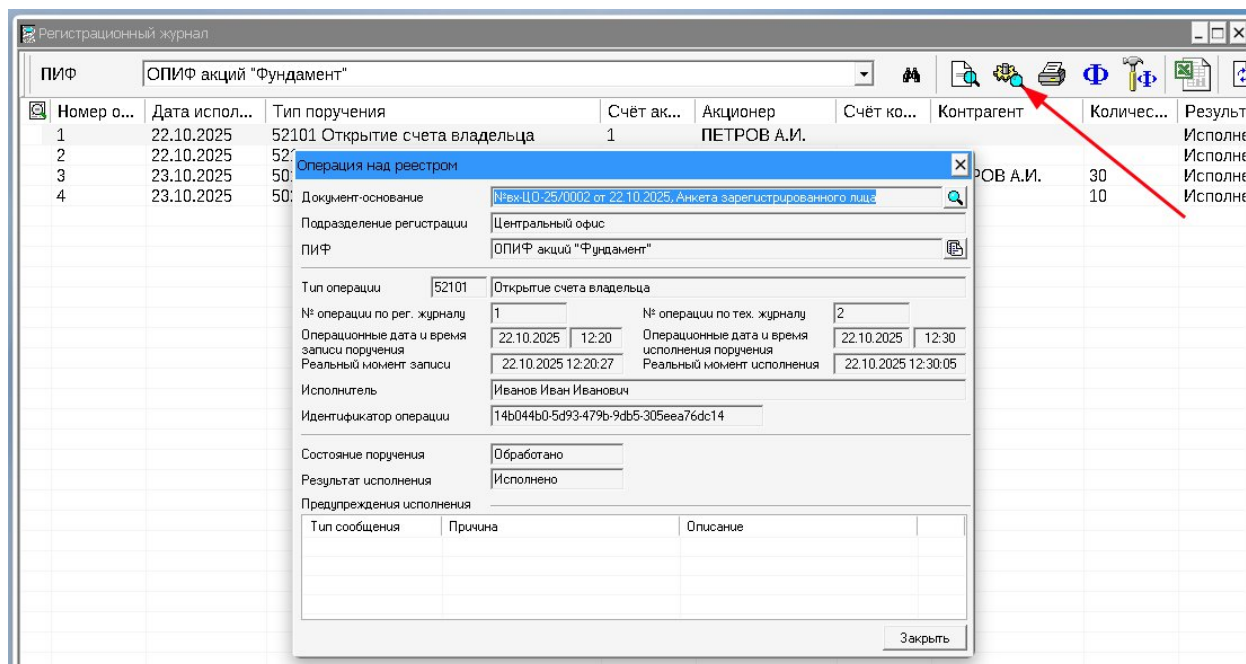 Регистрационный журнал
ПИФ ОПИФ акций "Фундамент"
Ф Ф
Номер о... Дата испол... Тип поручения Счёт ак... Акционер Счёт ко... Контрагент Количес... Результ
1 22.10.2025 52101 Открытие счета владельца 1 ПЕТРОВ А.И. Исполне
2 22.10.2025 52 Исполне
3 23.10.2025 50 РОВ А.И. 30 Исполне
4 23.10.2025 50 10 Исполне
Операция над реестром
Документ-основание №вх-ЦО-25/0002 от 22.10.2025, Анкета зарегистрированного лица
Подразделение регистрации Центральный офис
ПИФ ОПИФ акций "Фундамент"
Тип операции 52101 Открытие счета владельца
№ операции по рег. журналу 1 № операции по тех. журналу 2
Операционные дата и время записи поручения 22.10.2025 12:20 Операционные дата и время исполнения поручения 22.10.2025 12:30
Реальный момент записи 22.10.2025 12:20:27 Реальный момент исполнения 22.10.2025 12:30:05
Исполнитель Иванов Иван Иванович
Идентификатор операции 14b044b0-5d93-479b-9db5-305eea76dc14
Состояние поручения Обработано
Результат исполнения Исполнено
Предупреждения исполнения
Тип сообщения Причина Описание
Закрыть